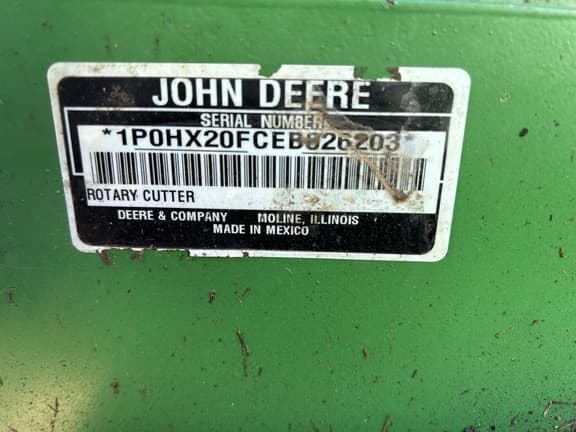 JOHN DEERE
SERIAL NUMBER
*1P0HX20FCEB026203*
ROTARY CUTTER
DEERE & COMPANY MOLINE, ILLINOIS
MADE IN MEXICO